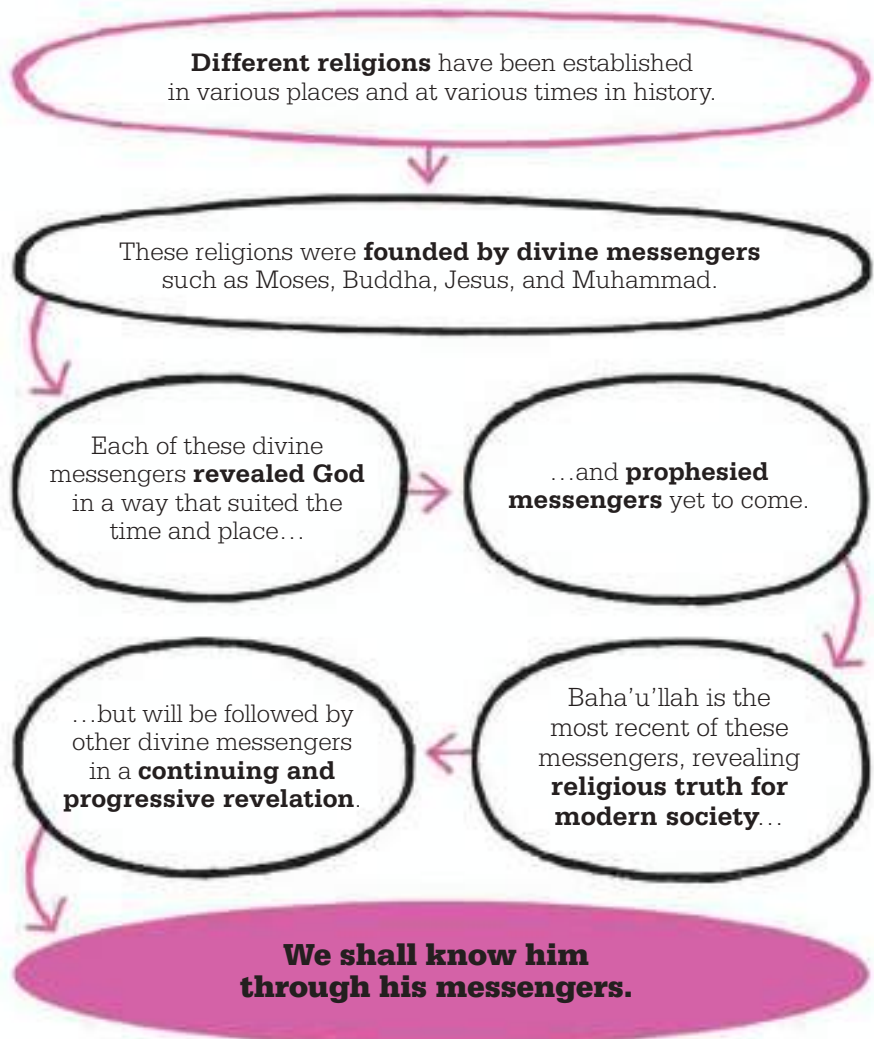 Different religions have been established
in various places and at various times in history.
These religions were founded by divine messengers
such as Moses, Buddha, Jesus, and Muhammad.
Each of these divine
messengers revealed God
in a way that suited the
time and place…
…and prophesied
messengers yet to come.
Baha'u'llah is the
most recent of these
messengers, revealing
religious truth for
modern society…
…but will be followed by
other divine messengers
in a continuing and
progressive revelation.
We shall know him
through his messengers.